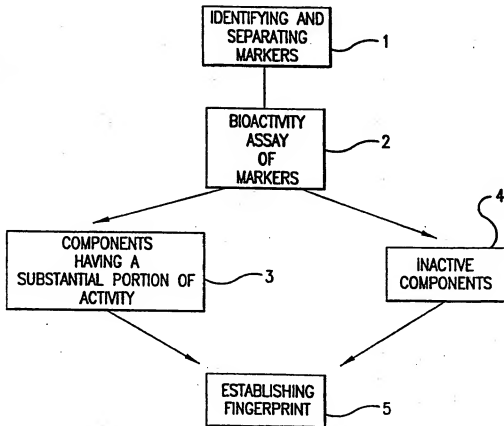 IDENTIFYING AND
SEPARATING
MARKERS
1
BIOACTIVITY
ASSAY
OF
MARKERS
2
COMPONENTS
HAVING A
SUBSTANTIAL PORTION OF
ACTIVITY
3
4
INACTIVE
COMPONENTS
ESTABLISHING
FINGERPRINT
5